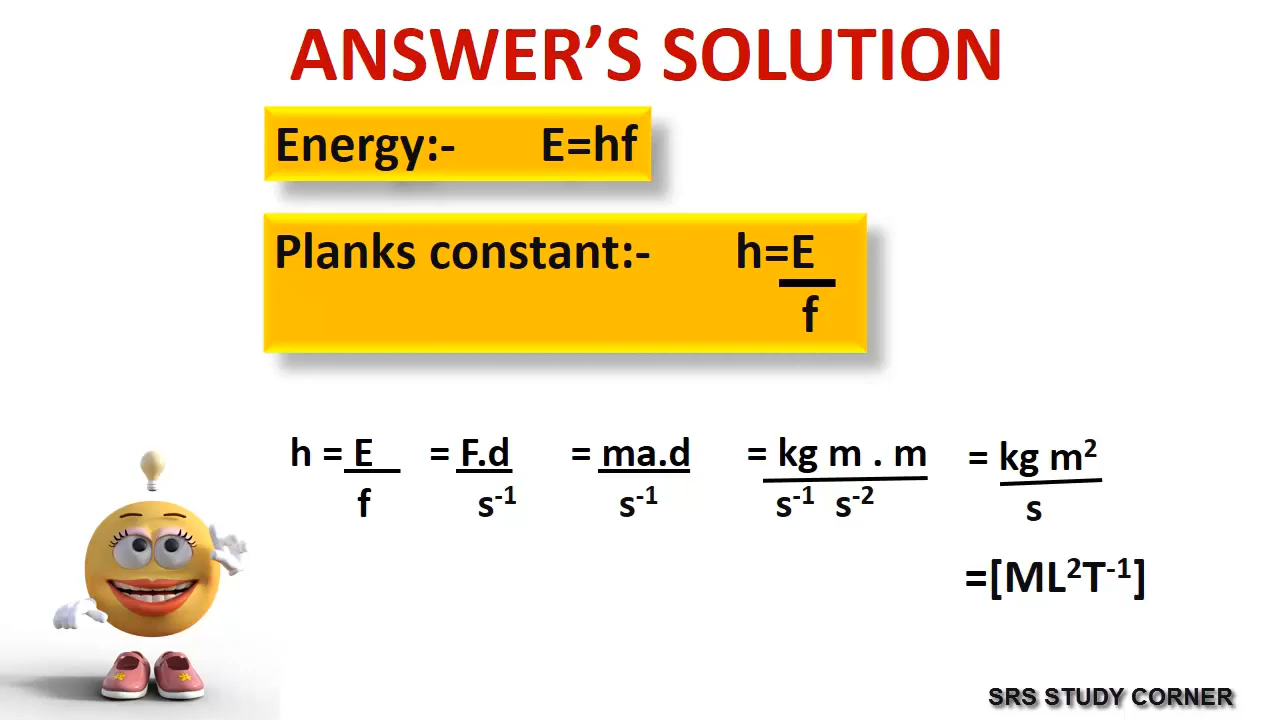 ANSWER’S SOLUTION
Energy:- E=hf
Planks constant:- h=E
f
h = E = F.d = ma.d = kg m . m = kg m²
f s⁻¹ s⁻¹ s⁻¹ s⁻² s
=[ML²T⁻¹]
SRS STUDY CORNER